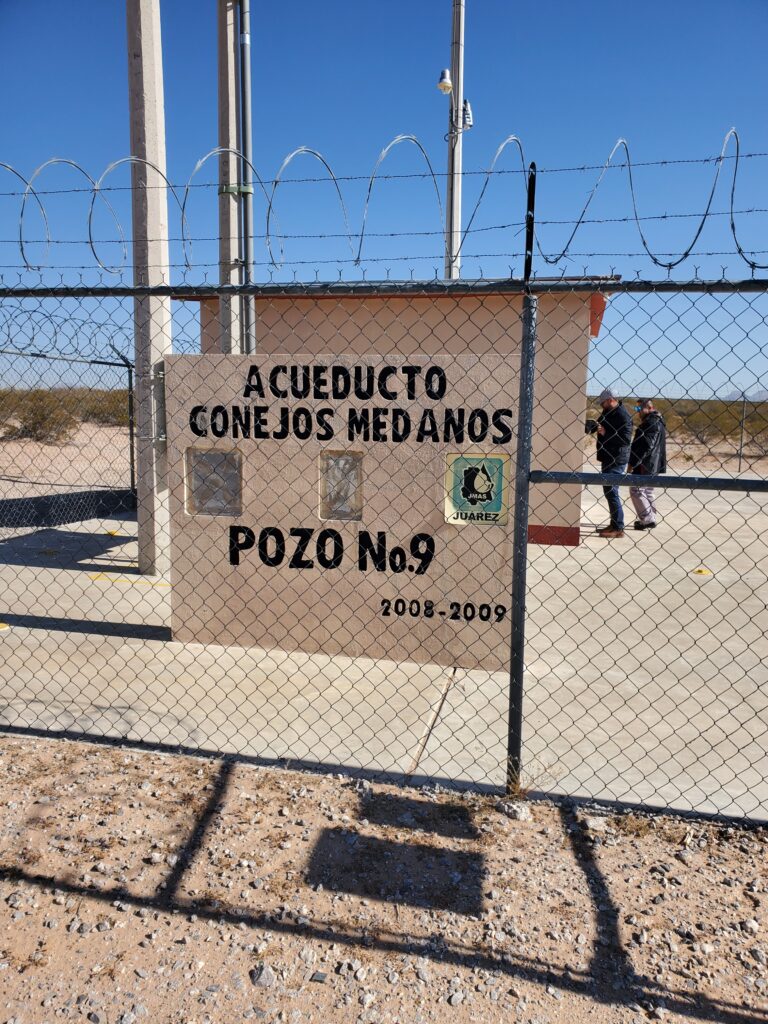 ACUEDUCTO
CONEJOS MEDANOS
JMAS
JUAREZ
POZO No.9
2008-2009